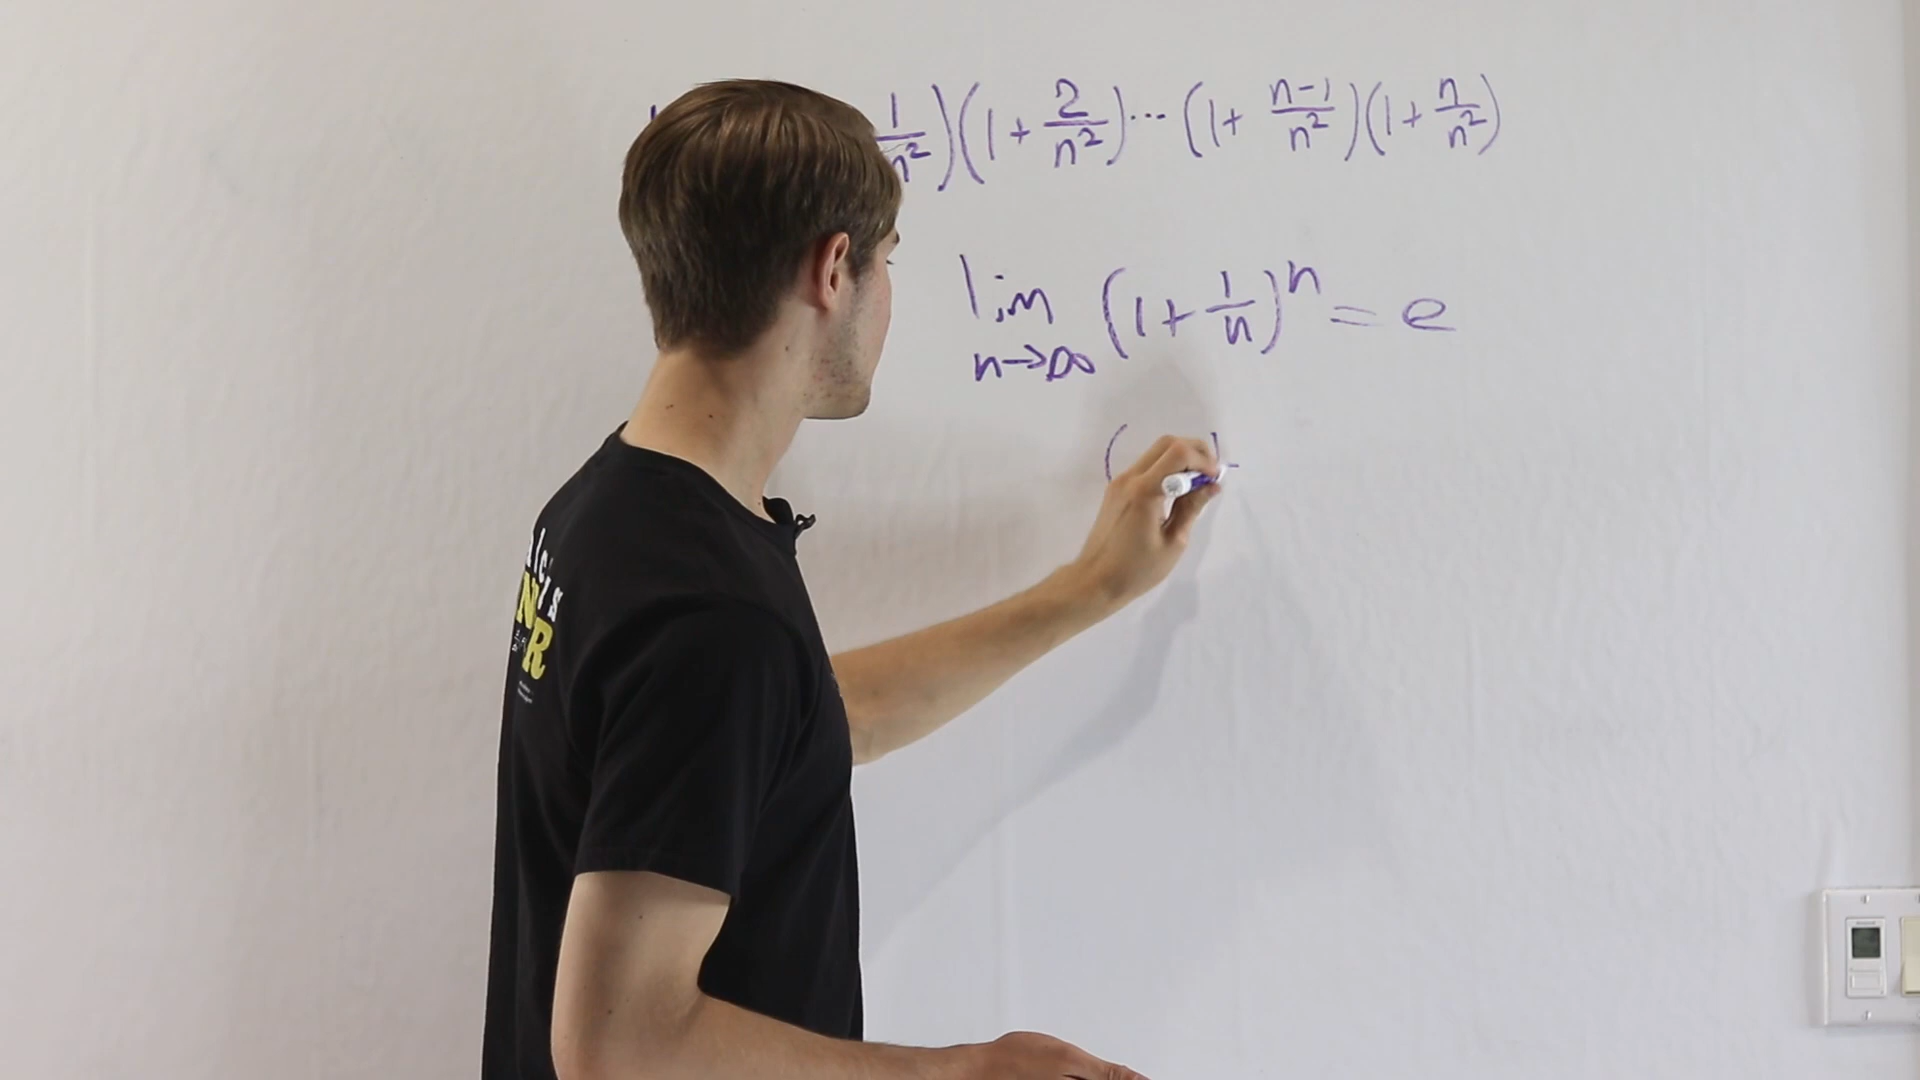 1/n²)(1 + 2/n²)⋯(1 + n-1/n²)(1 + n/n²)
lim n→∞ (1 + 1/n)ⁿ = e
(